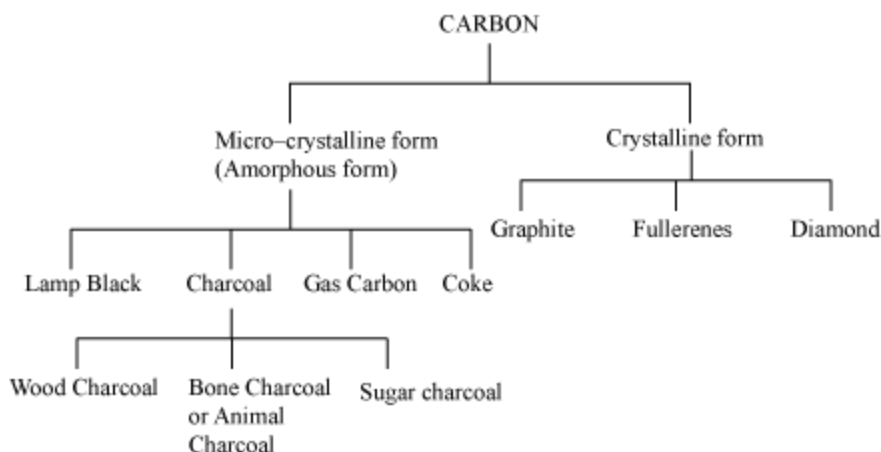 CARBON
Micro–crystalline form
(Amorphous form)
Crystalline form
Graphite
Fullerenes
Diamond
Lamp Black
Charcoal
Gas Carbon
Coke
Wood Charcoal
Bone Charcoal
or Animal
Charcoal
Sugar charcoal